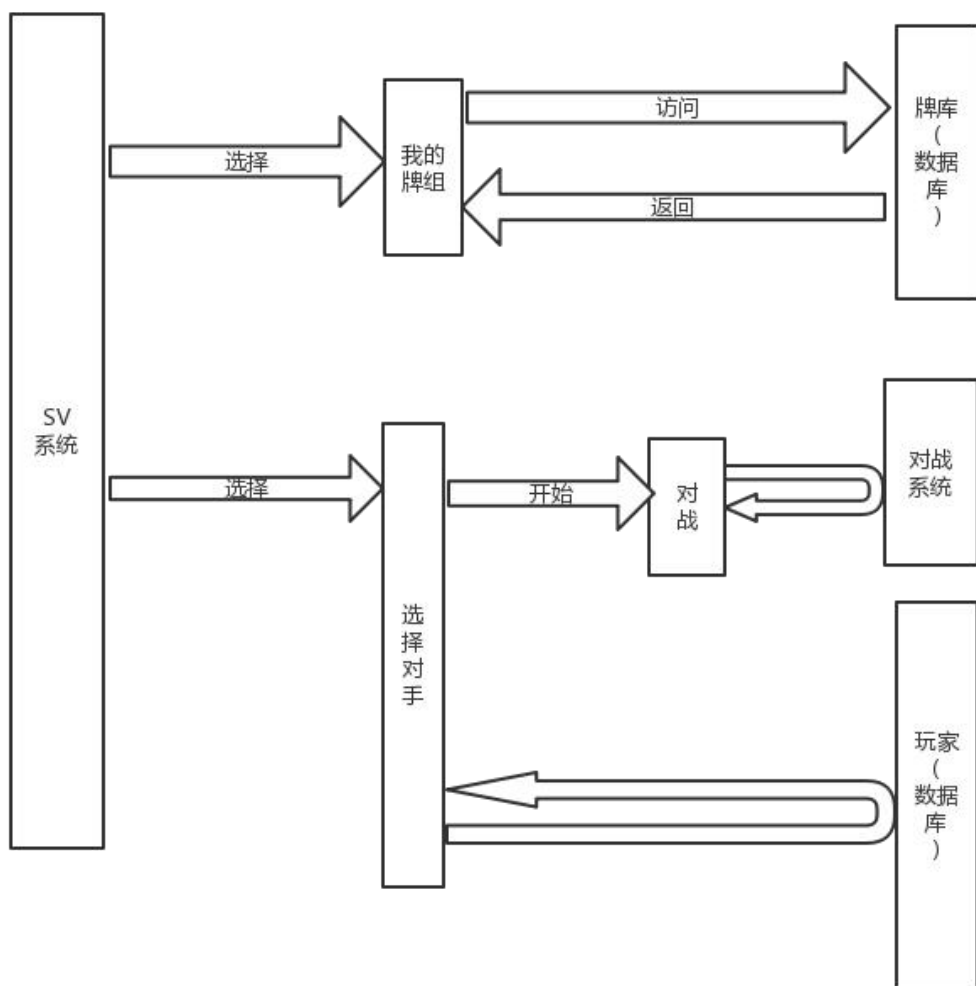 访问
牌库
（
数据
库
）
选择
我的
牌组
返回
SV
系统
选择
开始
对
战
对战
系统
选
择
对
手
玩家
（
数据
库
）